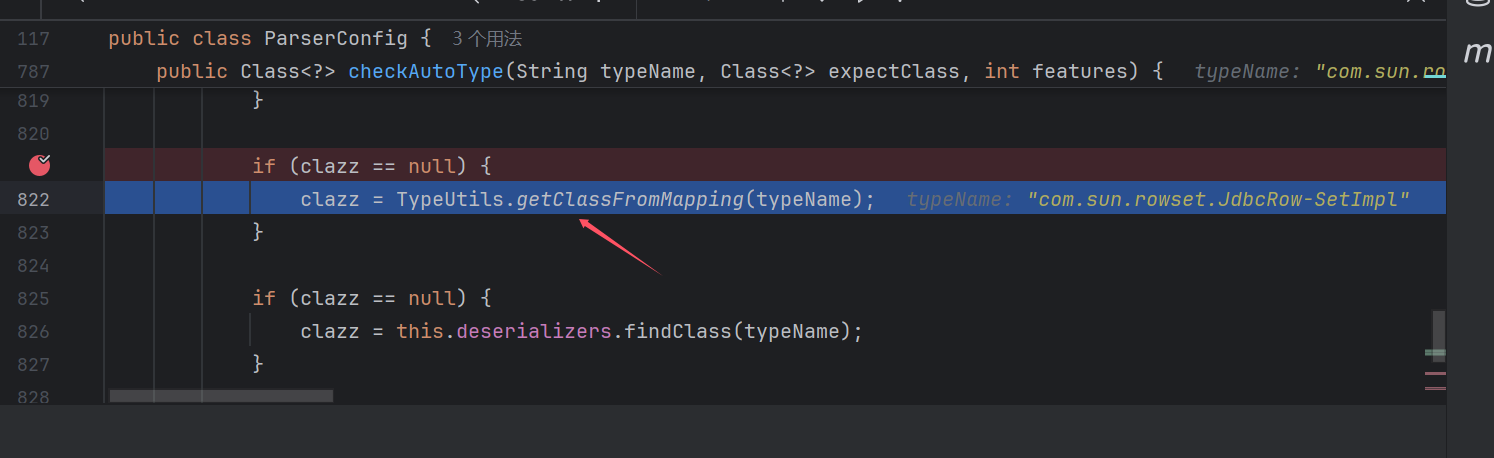 117 public class ParserConfig { 3 个用法
787 public Class<?> checkAutoType(String typeName, Class<?> expectClass, int features) { typeName: "com.sun.ro
819 }
820
if (clazz == null) {
822 clazz = TypeUtils.getClassFromMapping(typeName); typeName: "com.sun.rowset.JdbcRow-SetImpl"
823 }
824
825 if (clazz == null) {
826 clazz = this.deserializers.findClass(typeName);
827 }
828
m